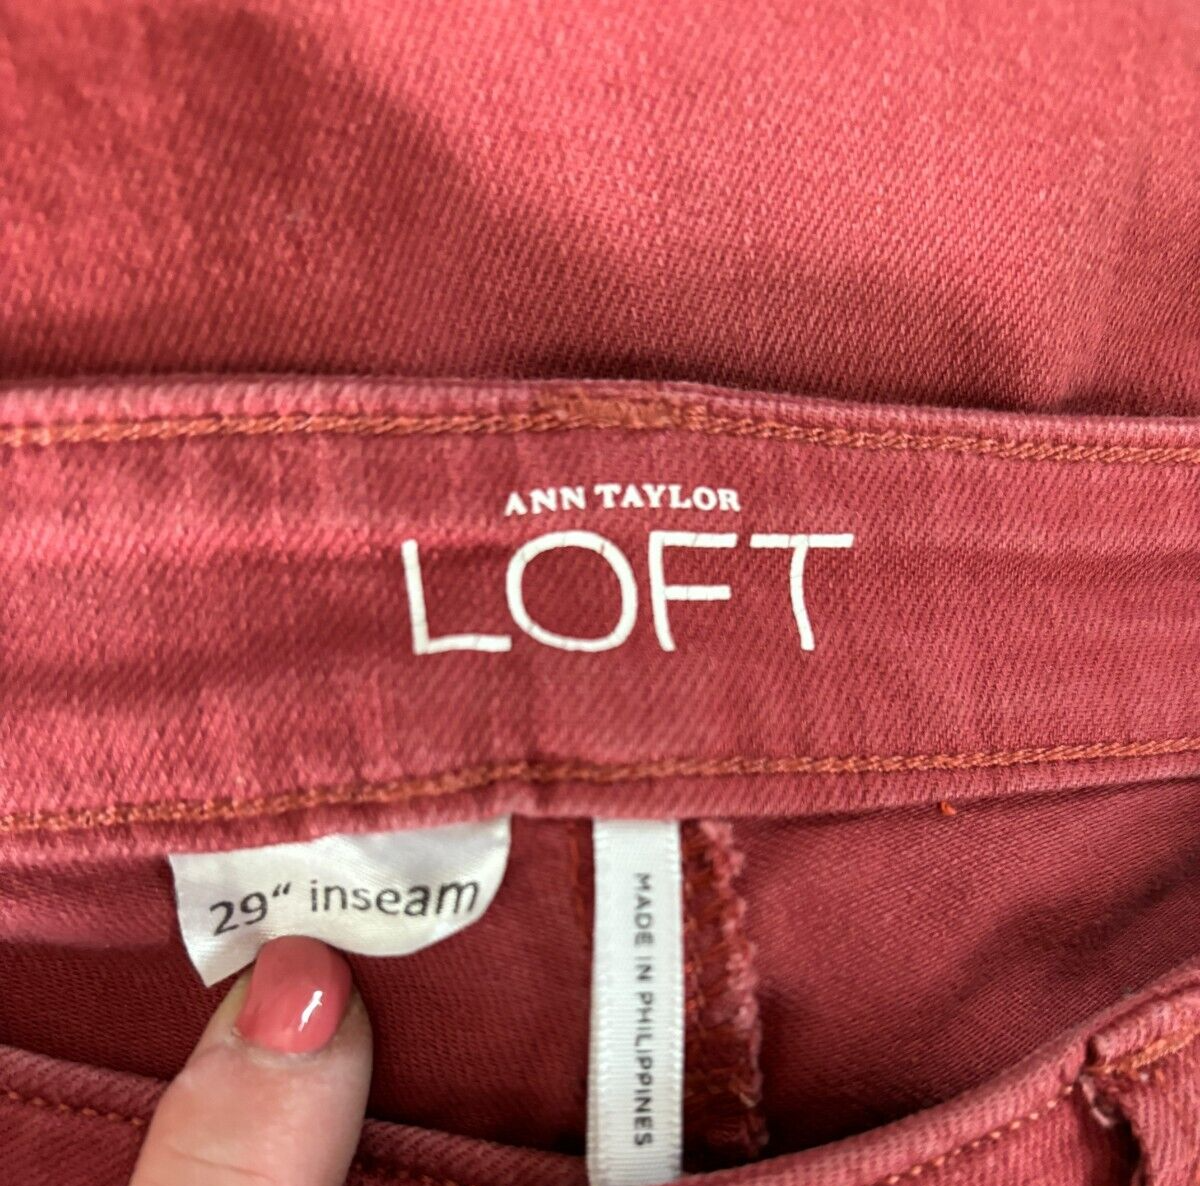 ANN TAYLOR
LOFT
29“ inseam
MADE IN PHILIPPINES